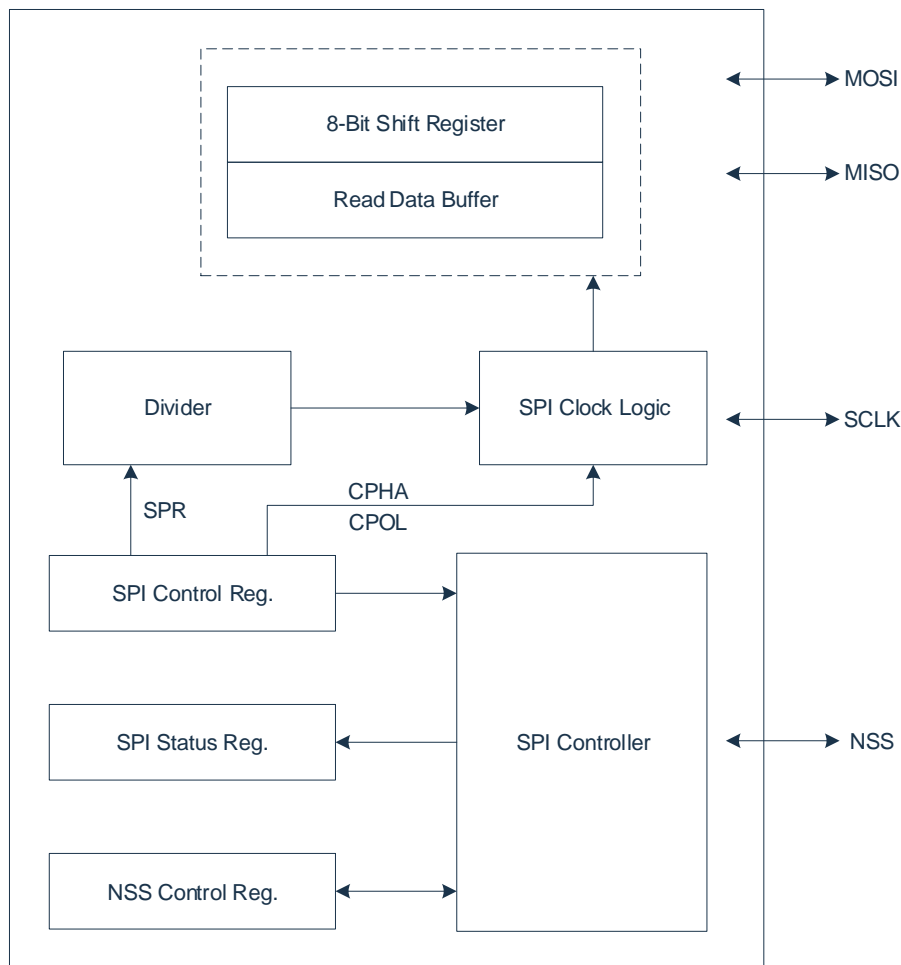 MOSI
8-Bit Shift Register
MISO
Read Data Buffer
Divider
SPI Clock Logic
SCLK
SPR
CPHA
CPOL
SPI Control Reg.
SPI Status Reg.
SPI Controller
NSS
NSS Control Reg.